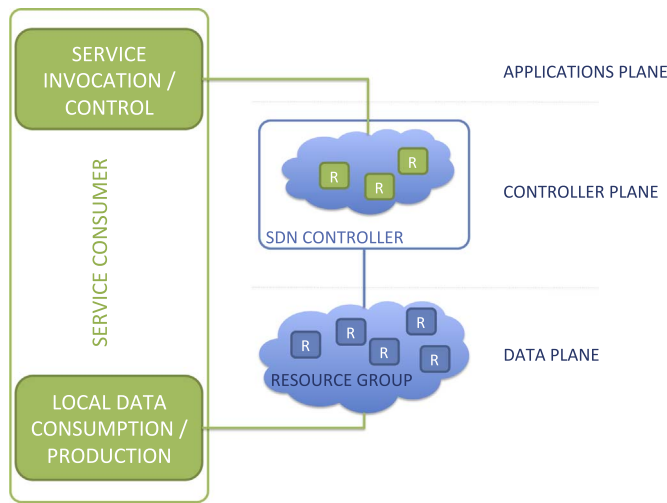 SERVICE
INVOCATION /
CONTROL
APPLICATIONS PLANE
SERVICE CONSUMER
R
R
R
SDN CONTROLLER
CONTROLLER PLANE
R
R
R
R
R
RESOURCE GROUP
DATA PLANE
LOCAL DATA
CONSUMPTION /
PRODUCTION